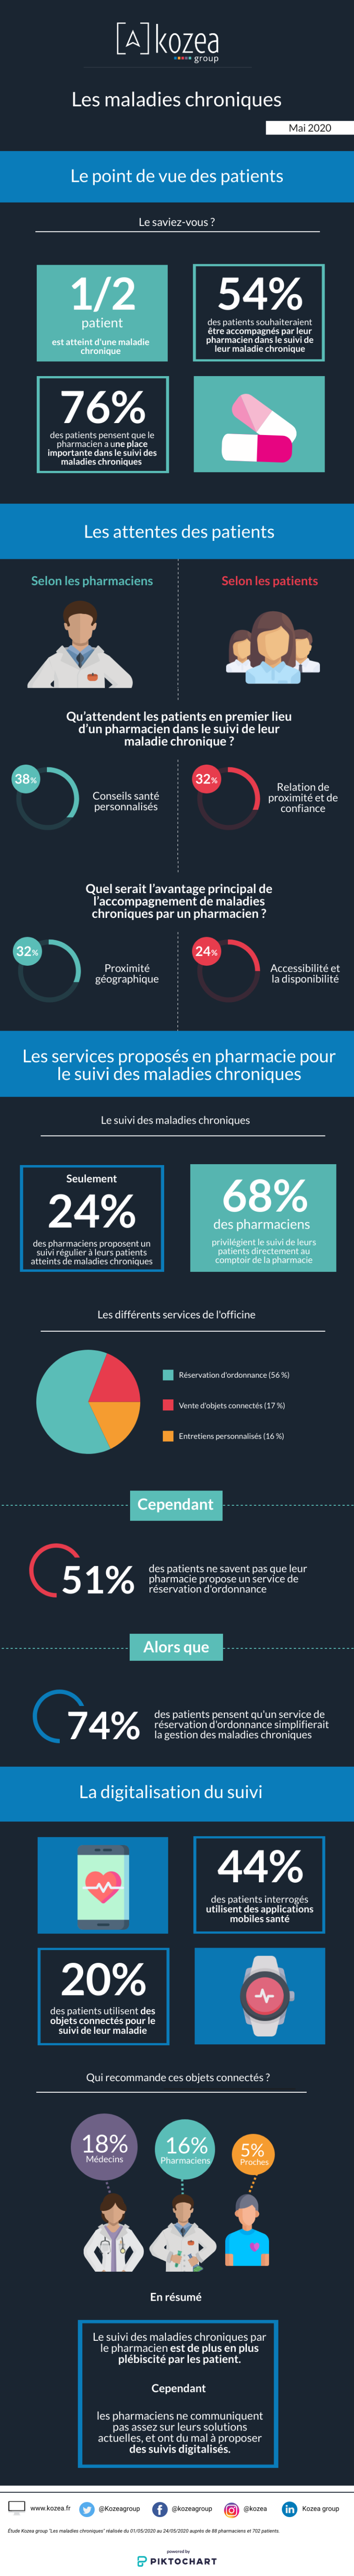 [A] kozea
group
Les maladies chroniques
Mai 2020
Le point de vue des patients
Le saviez-vous ?
1/2
patient
est atteint d'une maladie
chronique
54%
des patients souhaiteraient
être accompagnés par leur
pharmacien dans le suivi de
leur maladie chronique
76%
des patients pensent que le
pharmacien a une place
importante dans le suivi des
maladies chroniques
Les attentes des patients
Selon les pharmaciens
Selon les patients
Qu'attendent les patients en premier lieu
d'un pharmacien dans le suivi de leur
maladie chronique ?
38%
Conseils santé
personnalisés
32%
Relation de
proximité et de
confiance
Quel serait l'avantage principal de
l'accompagnement de maladies
chroniques par un pharmacien ?
32%
Proximité
géographique
24%
Accessibilité et
la disponibilité
Les services proposés en pharmacie pour
le suivi des maladies chroniques
Le suivi des maladies chroniques
Seulement
24%
des pharmaciens proposent un
suivi régulier à leurs patients
atteints de maladies chroniques
68%
des pharmaciens
privilégient le suivi de leurs
patients directement au
comptoir de la pharmacie
Les différents services de l'officine
Réservation d'ordonnance (56 %)
Vente d'objets connectés (17 %)
Entretiens personnalisés (16 %)
Cependant
51%
des patients ne savent pas que leur
pharmacie propose un service de
réservation d'ordonnance
Alors que
74%
des patients pensent qu'un service de
réservation d'ordonnance simplifierait
la gestion des maladies chroniques
La digitalisation du suivi
44%
des patients interrogés
utilisent des applications
mobiles santé
20%
des patients utilisent des
objets connectés pour le
suivi de leur maladie
Qui recommande ces objets connectés ?
18%
Médecins
16%
Pharmaciens
5%
Proches
En résumé
Le suivi des maladies chroniques par
le pharmacien est de plus en plus
plébiscité par les patient.
Cependant
les pharmaciens ne communiquent
pas assez sur leurs solutions
actuelles, et ont du mal à proposer
des suivis digitalisés.
www.kozea.fr
@Kozeagroup
@kozeagroup
@kozea
Kozea group
Étude Kozea group "Les maladies chroniques" réalisée du 01/05/2020 au 24/05/2020 auprès de 88 pharmaciens et 702 patients.
powered by
PIKTOCHART